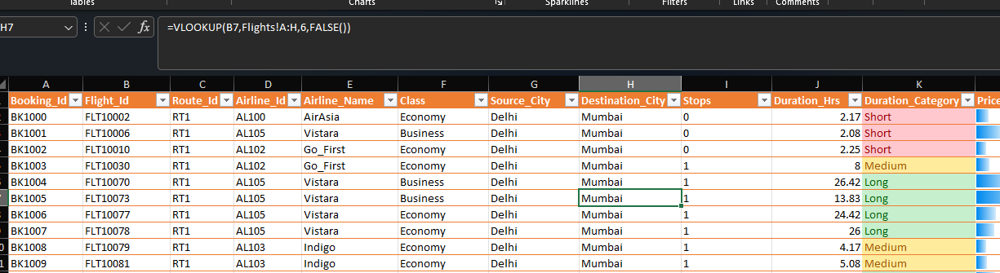 Tables Charts Sparklines Filters Links Comments
H7 fx =VLOOKUP(B7,Flights!A:H,6,FALSE())
A B C D E F G H I J K
Booking_Id Flight_Id Route_Id Airline_Id Airline_Name Class Source_City Destination_City Stops Duration_Hrs Duration_Category Price
BK1000 FLT10002 RT1 AL100 AirAsia Economy Delhi Mumbai 0 2.17 Short
BK1001 FLT10006 RT1 AL105 Vistara Business Delhi Mumbai 0 2.08 Short
BK1002 FLT10010 RT1 AL102 Go_First Economy Delhi Mumbai 0 2.25 Short
BK1003 FLT10030 RT1 AL102 Go_First Economy Delhi Mumbai 1 8 Medium
BK1004 FLT10070 RT1 AL105 Vistara Business Delhi Mumbai 1 26.42 Long
BK1005 FLT10073 RT1 AL105 Vistara Business Delhi Mumbai 1 13.83 Long
BK1006 FLT10077 RT1 AL105 Vistara Economy Delhi Mumbai 1 24.42 Long
BK1007 FLT10078 RT1 AL105 Vistara Economy Delhi Mumbai 1 26 Long
BK1008 FLT10079 RT1 AL103 Indigo Economy Delhi Mumbai 1 4.17 Medium
BK1009 FLT10081 RT1 AL103 Indigo Economy Delhi Mumbai 1 5.08 Medium